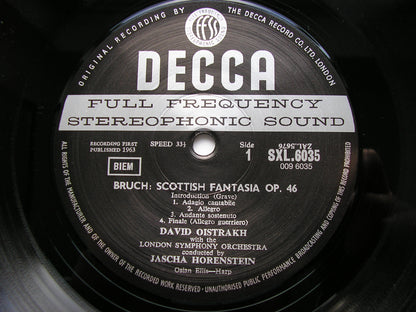 ORIGINAL RECORDING BY
THE DECCA RECORD CO. LTD. LONDON
FFSS
DECCA
FULL FREQUENCY
STEREOPHONIC SOUND
RECORDING FIRST
PUBLISHED 1963
BIEM
SPEED 33⅓
Side
1
ZAL.5676
SXL.6035
009 6035
BRUCH: SCOTTISH FANTASIA OP. 46
Introduction (Grave)
1. Adagio cantabile
2. Allegro
3. Andante sostenuto
4. Finale (Allegro guerriero)
DAVID OISTRAKH
with the
LONDON SYMPHONY ORCHESTRA
conducted by
JASCHA HORENSTEIN
Osian Ellis—Harp
ALL RIGHTS OF THE MANUFACTURER AND OF THE OWNER OF THE RECORDED WORK RESERVED · UNAUTHORISED PUBLIC PERFORMANCE BROADCASTING AND COPYING OF THIS RECORD PROHIBITED